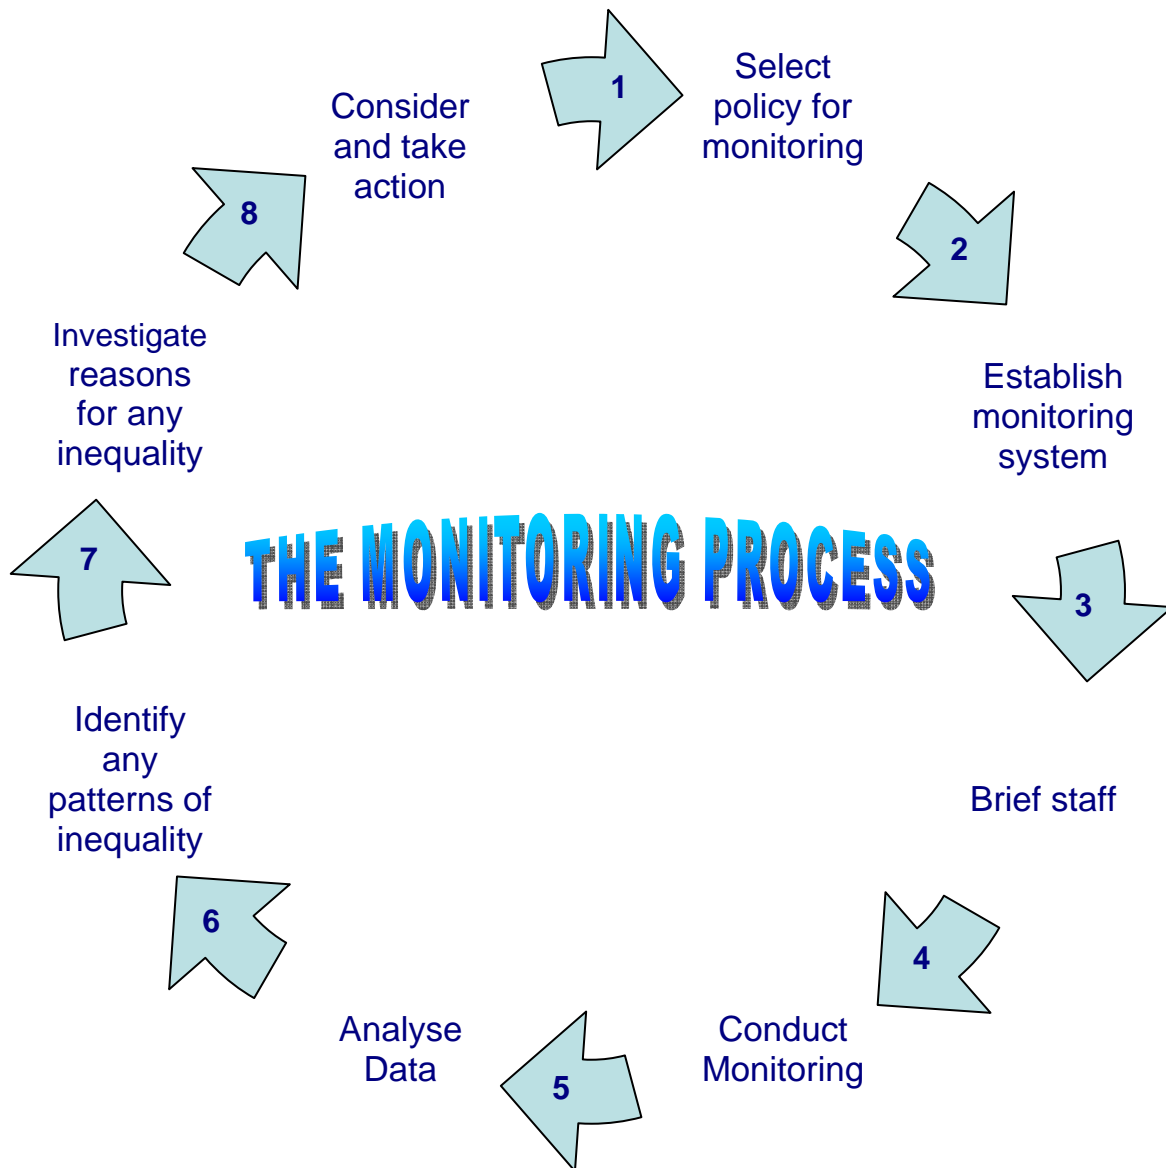 1
Select
policy for
monitoring
2
Establish
monitoring
system
3
Brief staff
4
Conduct
Monitoring
5
Analyse
Data
6
Identify
any
patterns of
inequality
7
Investigate
reasons
for any
inequality
8
Consider
and take
action
THE MONITORING PROCESS